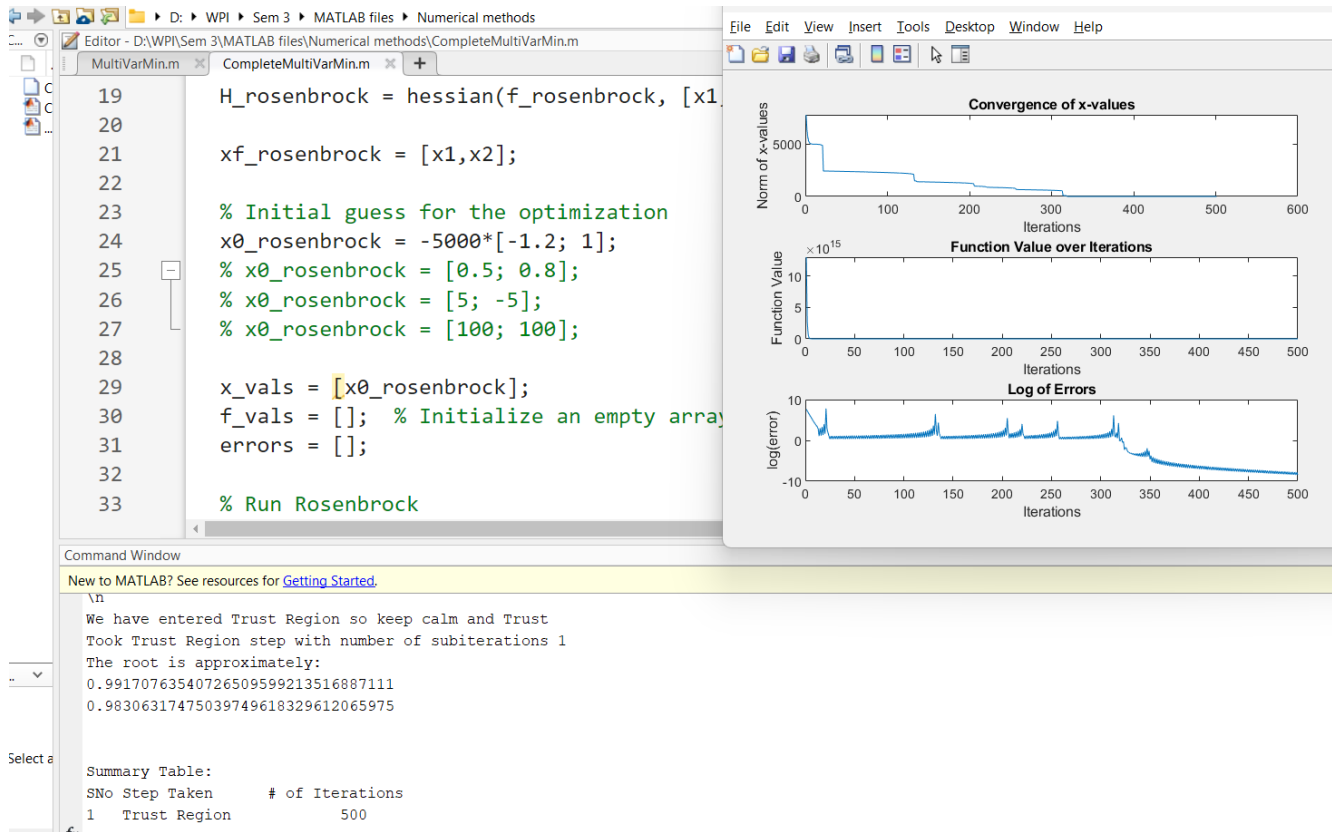 D: WPI Sem 3 MATLAB files Numerical methods
C...
Editor - D:\WPI\Sem 3\MATLAB files\Numerical methods\CompleteMultiVarMin.m
MultiVarMin.m CompleteMultiVarMin.m +
C
C
...
19 H_rosenbrock = hessian(f_rosenbrock, [x1,
20
21 xf_rosenbrock = [x1,x2];
22
23 % Initial guess for the optimization
24 x0_rosenbrock = -5000*[-1.2; 1];
25 % x0_rosenbrock = [0.5; 0.8];
26 % x0_rosenbrock = [5; -5];
27 % x0_rosenbrock = [100; 100];
28
29 x_vals = [x0_rosenbrock];
30 f_vals = []; % Initialize an empty array
31 errors = [];
32
33 % Run Rosenbrock
File Edit View Insert Tools Desktop Window Help
Convergence of x-values
Norm of x-values
5000
0
0 100 200 300 400 500 600
Iterations
Function Value over Iterations
×10^15
Function Value
10
5
0
0 50 100 150 200 250 300 350 400 450 500
Iterations
Log of Errors
log(error)
10
0
-10
0 50 100 150 200 250 300 350 400 450 500
Iterations
Command Window
New to MATLAB? See resources for Getting Started.
\n
We have entered Trust Region so keep calm and Trust
Took Trust Region step with number of subiterations 1
The root is approximately:
0.99170763540726509599213516887111
0.98306317475039749618329612065975
Select a
Summary Table:
SNo Step Taken # of Iterations
1 Trust Region 500